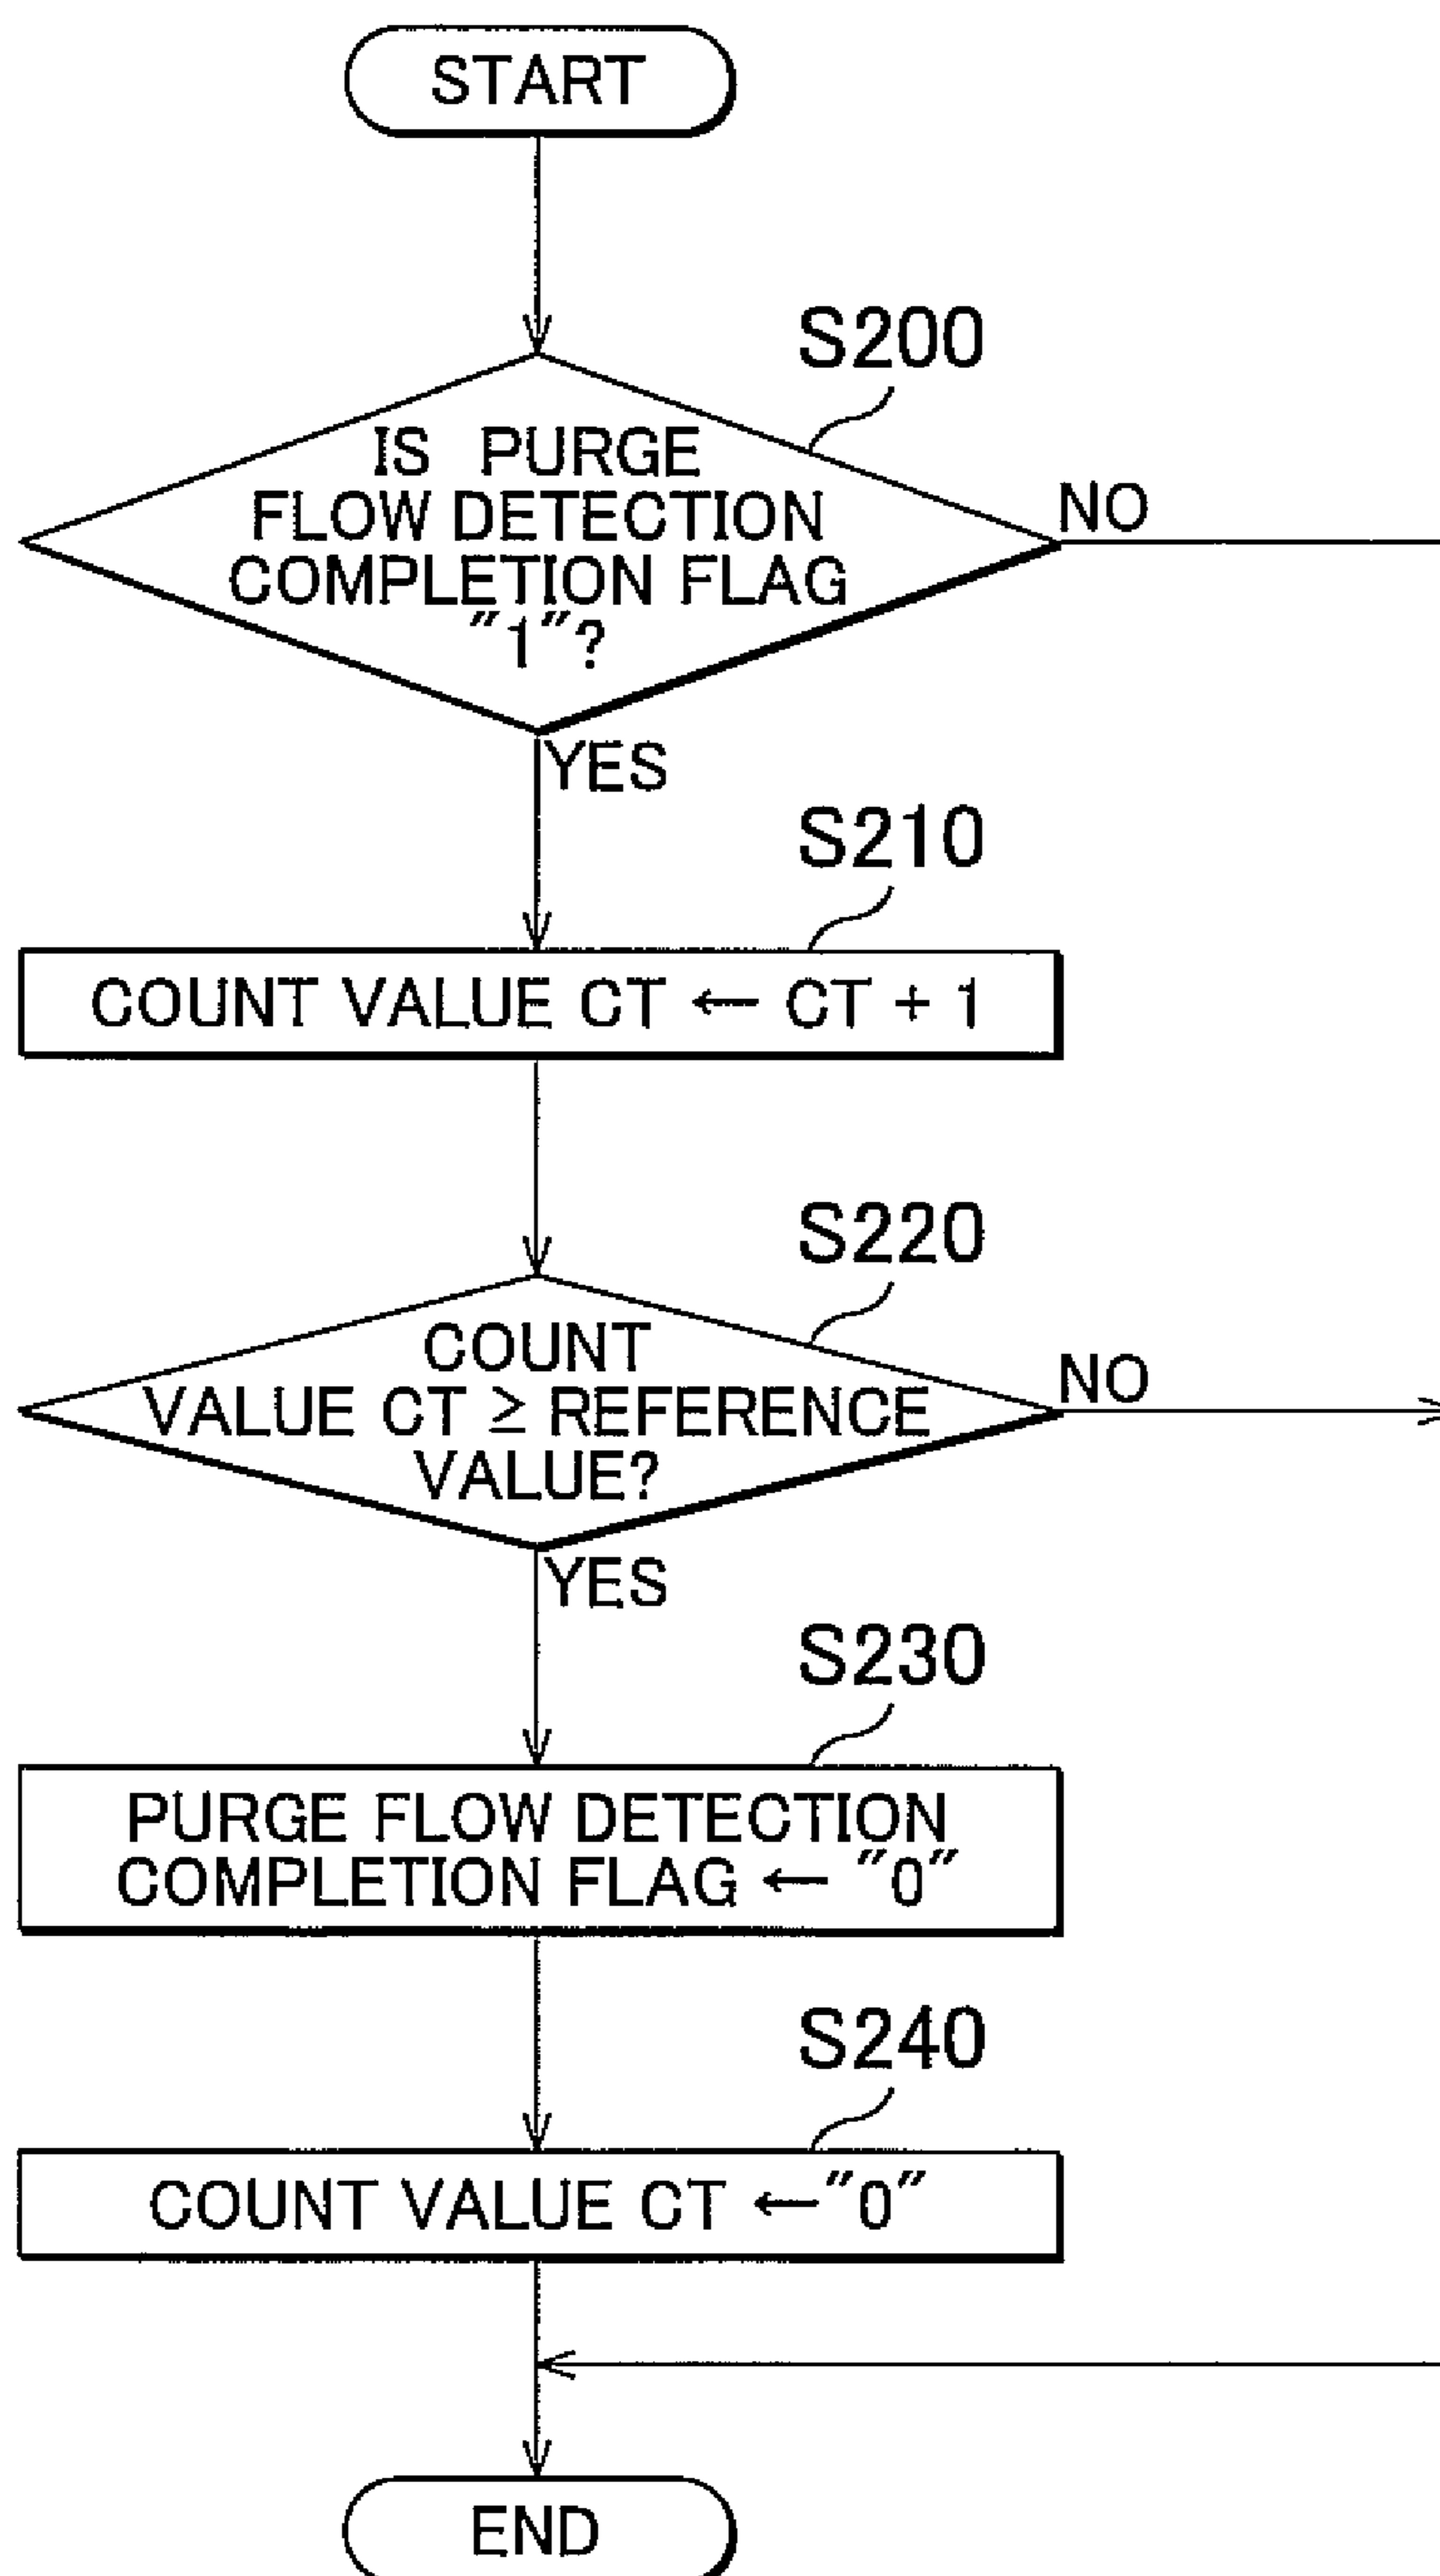 START
S200
IS PURGE
FLOW DETECTION
COMPLETION FLAG
"1"?
NO
YES
S210
COUNT VALUE CT ← CT + 1
S220
COUNT
VALUE CT ≥ REFERENCE
VALUE?
NO
YES
S230
PURGE FLOW DETECTION
COMPLETION FLAG ← "0"
S240
COUNT VALUE CT ←"0"
END